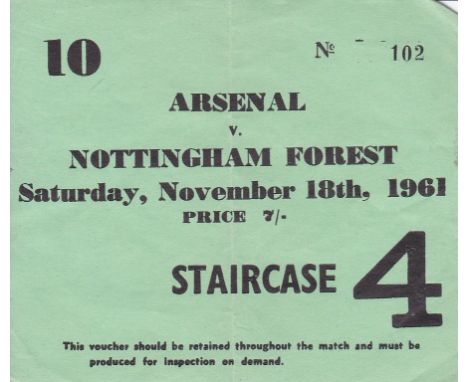 10 No 102
ARSENAL
v.
NOTTINGHAM FOREST
Saturday, November 18th, 1961
PRICE 7/-
STAIRCASE 4
This voucher should be retained throughout the match and must be
produced for inspection on demand.